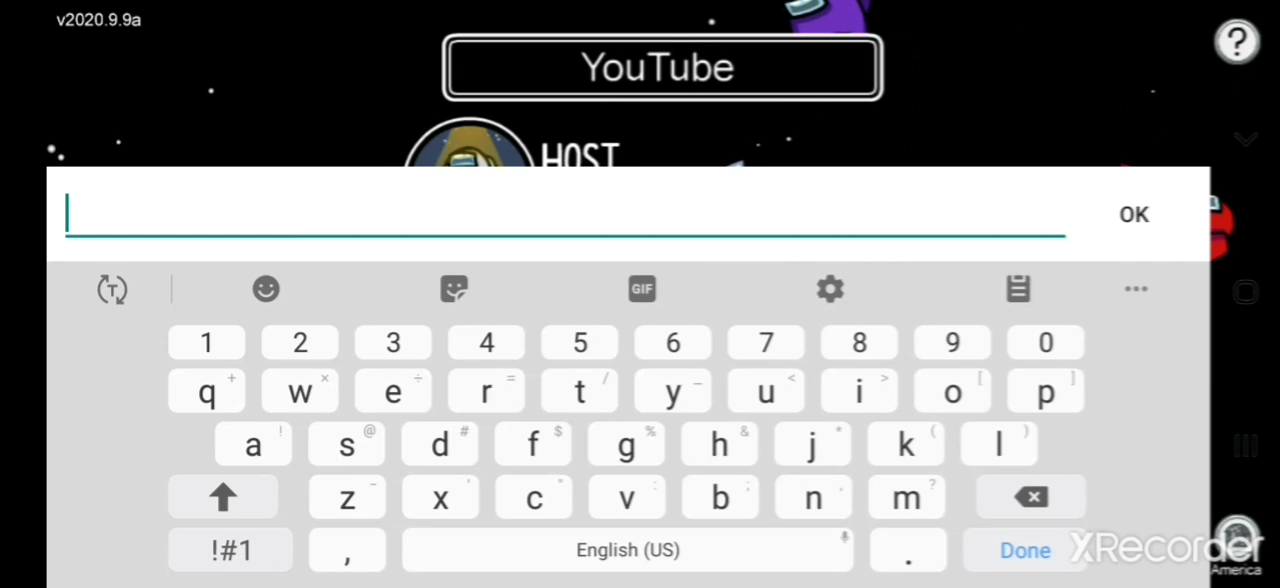 v2020.9.9a
YouTube
?
HOST
OK
T GIF ...
1 2 3 4 5 6 7 8 9 0
q + w × e ÷ r = t / y _ u < i > o [ p ]
a ! s @ d # f $ g % h & j * k ( l )
z - x ' c " v : b ; n , m ?
!#1 , English (US) . Done
XRecorder
America